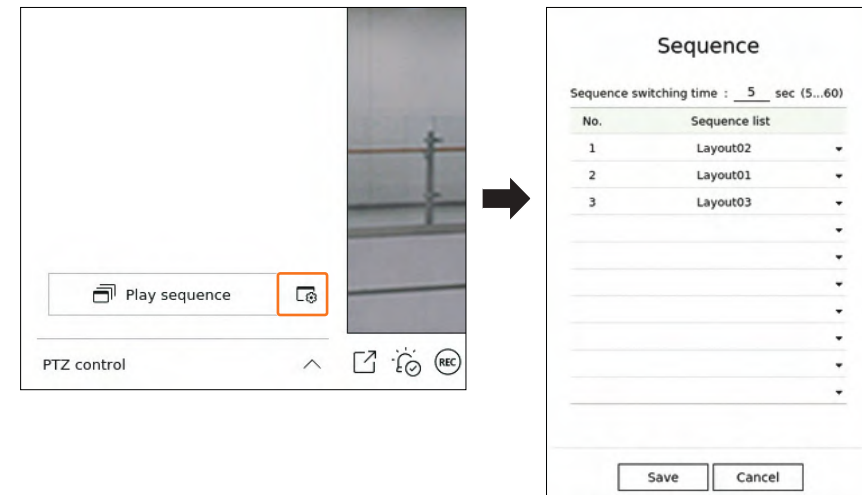 Play sequence
PTZ control
REC
Sequence
Sequence switching time : 5 sec (5...60)
No. Sequence list
1 Layout02
2 Layout01
3 Layout03
Save Cancel